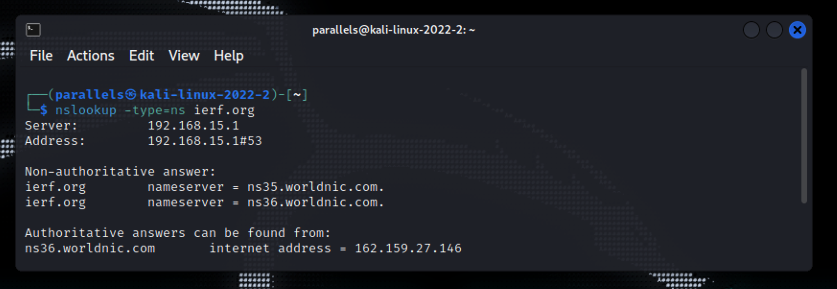 parallels@kali-linux-2022-2: ~
File Actions Edit View Help
┌──(parallels㉿kali-linux-2022-2)-[~]
└─$ nslookup -type=ns ierf.org
Server: 192.168.15.1
Address: 192.168.15.1#53
Non-authoritative answer:
ierf.org nameserver = ns35.worldnic.com.
ierf.org nameserver = ns36.worldnic.com.
Authoritative answers can be found from:
ns36.worldnic.com internet address = 162.159.27.146